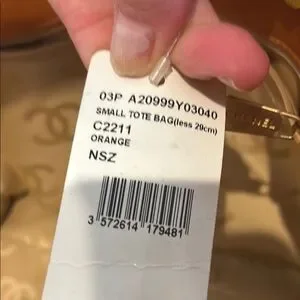 03P A20999Y03040
SMALL TOTE BAG(less 29cm)
C2211
ORANGE
NSZ
3 572614 179481